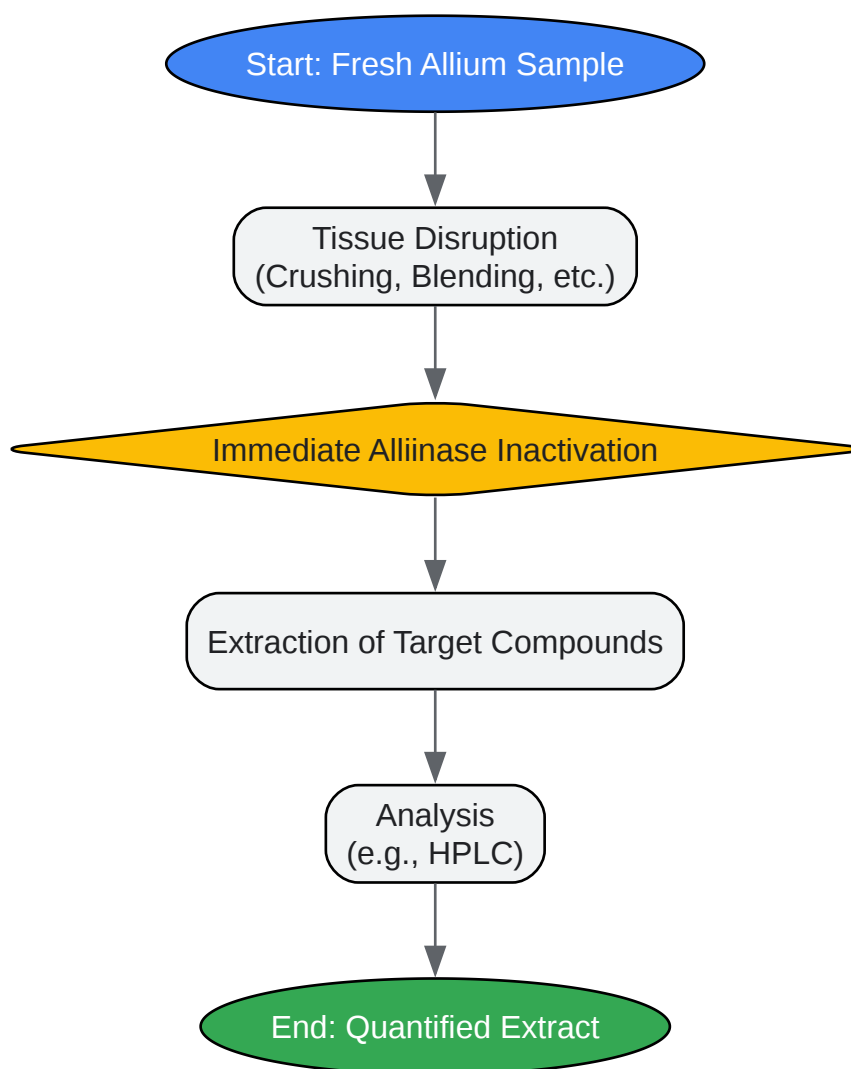 Start: Fresh Allium Sample
Tissue Disruption
(Crushing, Blending, etc.)
Immediate Alliinase Inactivation
Extraction of Target Compounds
Analysis
(e.g., HPLC)
End: Quantified Extract